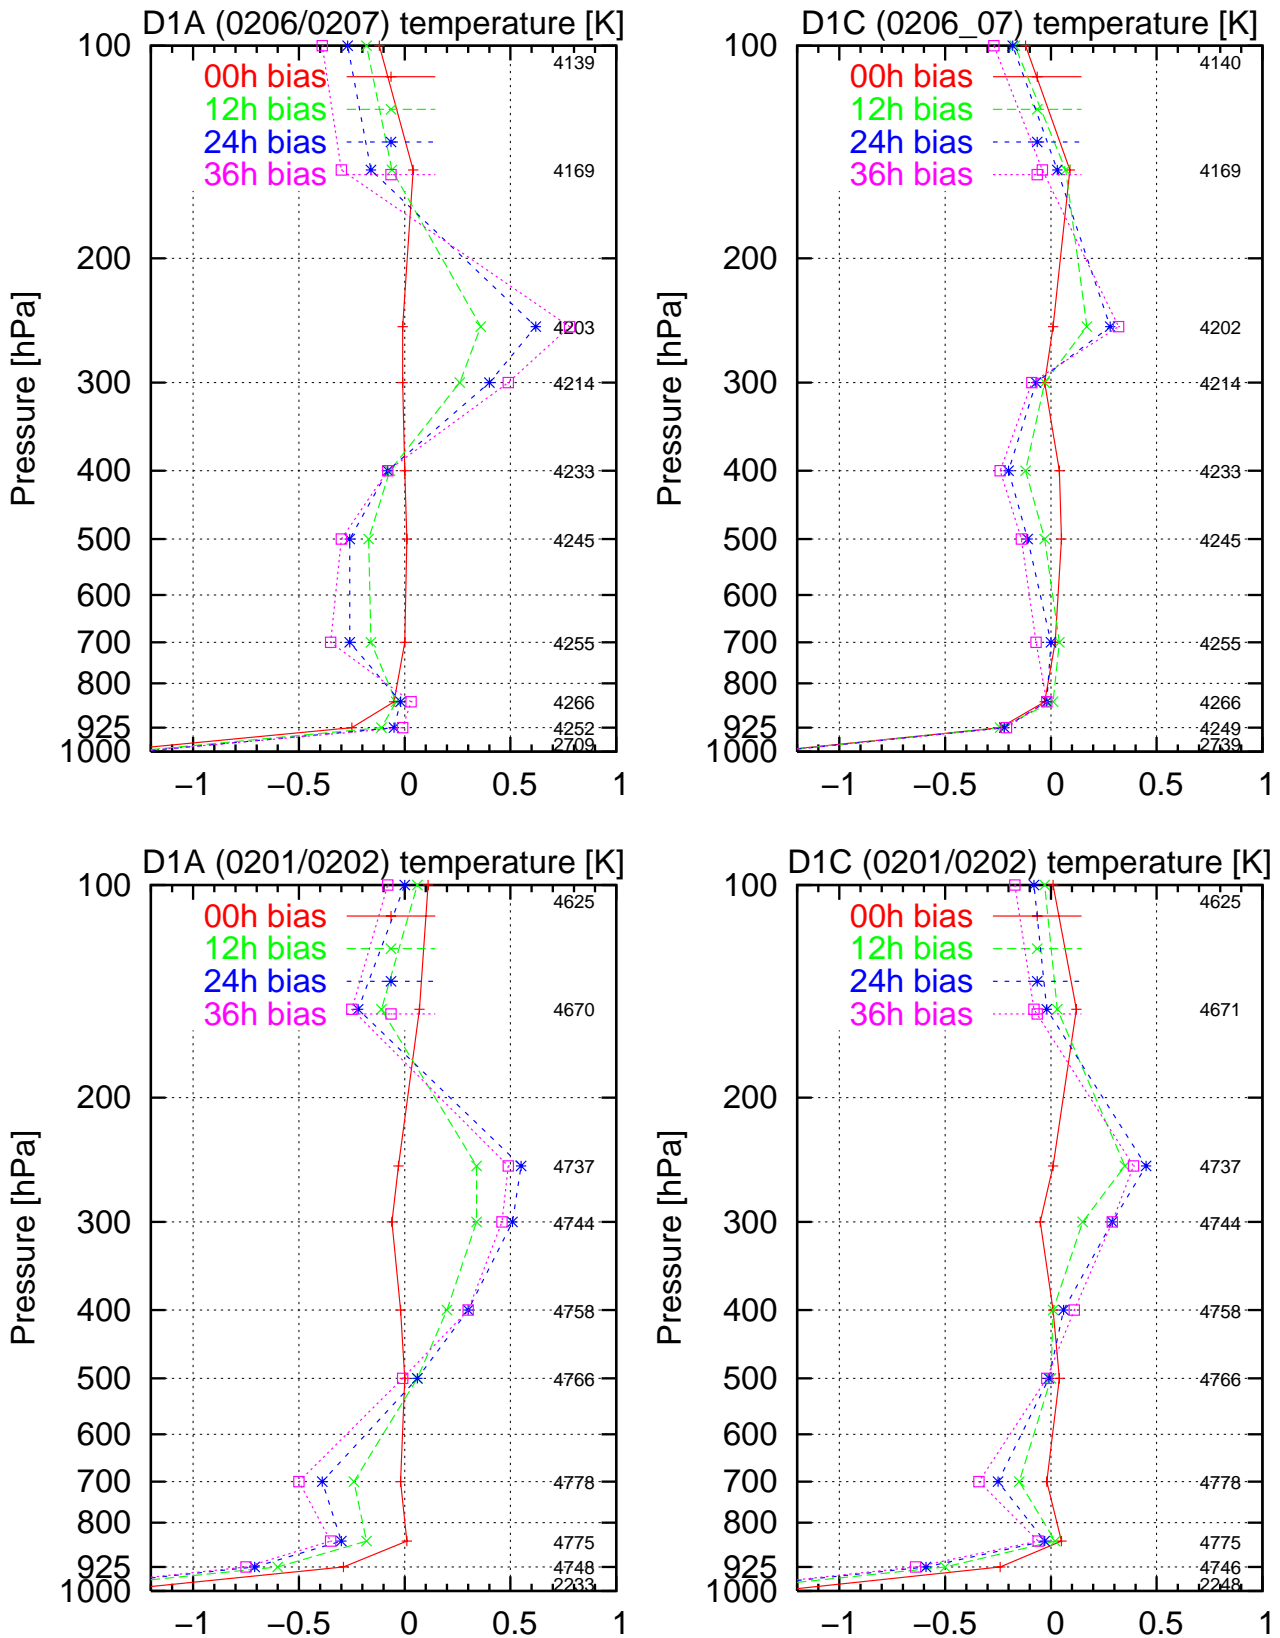 D1A (0206/0207) temperature [K]
100
4139
00h bias
12h bias
24h bias
36h bias
4169
200
4203
300
4214
400
4233
500
4245
600
700
4255
800
4266
925
4252
1000
2709
Pressure [hPa]
−1 −0.5 0 0.5 1
D1C (0206_07) temperature [K]
100
4140
00h bias
12h bias
24h bias
36h bias
4169
200
4202
300
4214
400
4233
500
4245
600
700
4255
800
4266
925
4249
1000
2739
Pressure [hPa]
−1 −0.5 0 0.5 1
D1A (0201/0202) temperature [K]
100
4625
00h bias
12h bias
24h bias
36h bias
4670
200
4737
300
4744
400
4758
500
4766
600
700
4778
800
4775
925
4748
1000
2233
Pressure [hPa]
−1 −0.5 0 0.5 1
D1C (0201/0202) temperature [K]
100
4625
00h bias
12h bias
24h bias
36h bias
4671
200
4737
300
4744
400
4758
500
4766
600
700
4778
800
4775
925
4746
1000
2248
Pressure [hPa]
−1 −0.5 0 0.5 1